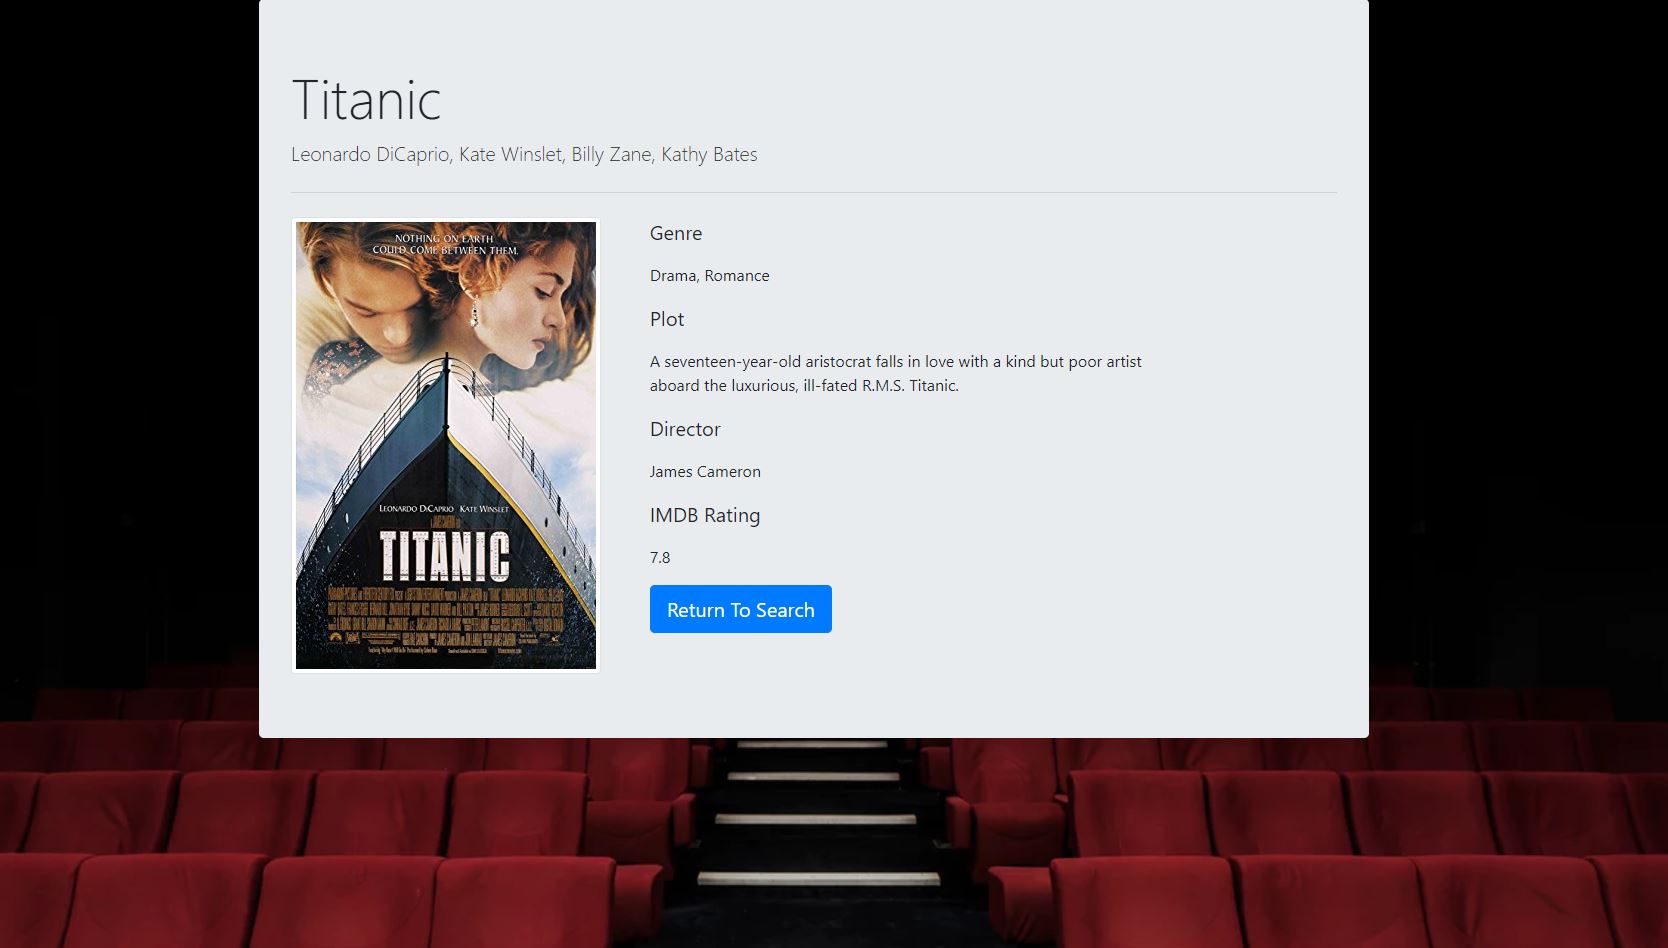 Titanic
Leonardo DiCaprio, Kate Winslet, Billy Zane, Kathy Bates
NOTHING ON EARTH
COULD COME BETWEEN THEM.
LEONARDO DICAPRIO KATE WINSLET
TITANIC
Genre
Drama, Romance
Plot
A seventeen-year-old aristocrat falls in love with a kind but poor artist
aboard the luxurious, ill-fated R.M.S. Titanic.
Director
James Cameron
IMDB Rating
7.8
Return To Search